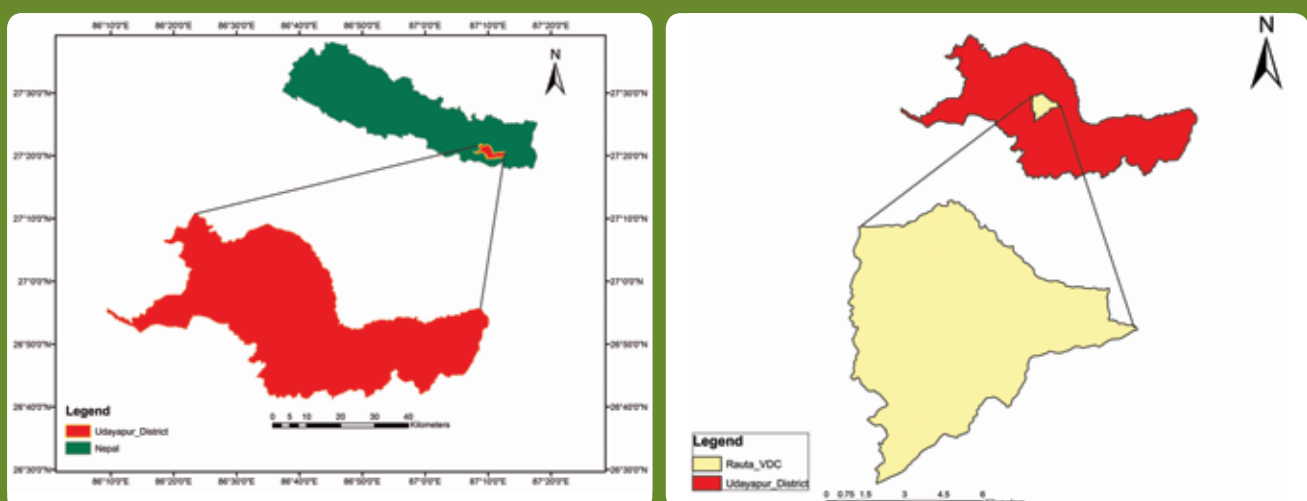 86°10'0"E 86°20'0"E 86°30'0"E 86°40'0"E 86°50'0"E 87°0'0"E 87°10'0"E 87°20'0"E
N
27°30'0"N 27°30'0"N
27°20'0"N 27°20'0"N
27°10'0"N 27°10'0"N
27°0'0"N 27°0'0"N
26°50'0"N 26°50'0"N
26°40'0"N 26°40'0"N
26°30'0"N 26°30'0"N
Legend
Udayapur_District
Nepal
0 5 10 20 30 40
Kilometers
86°10'0"E 86°20'0"E 86°30'0"E 86°40'0"E 86°50'0"E 87°0'0"E 87°10'0"E 87°20'0"E
N
Legend
Rauta_VDC
Udayapur_District
0 0.75 1.5 3 4.5 6